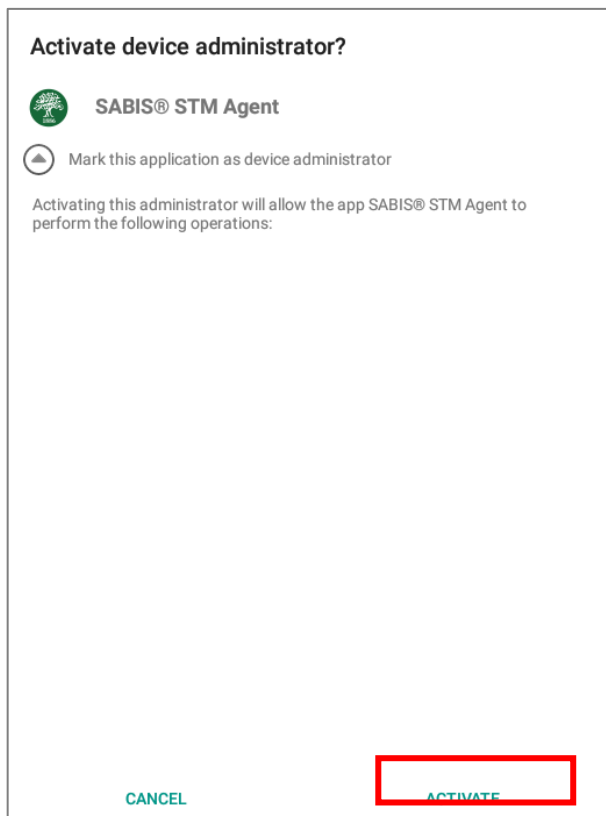 Activate device administrator?
SABIS® STM Agent
Mark this application as device administrator
Activating this administrator will allow the app SABIS® STM Agent to
perform the following operations:
CANCEL
ACTIVATE